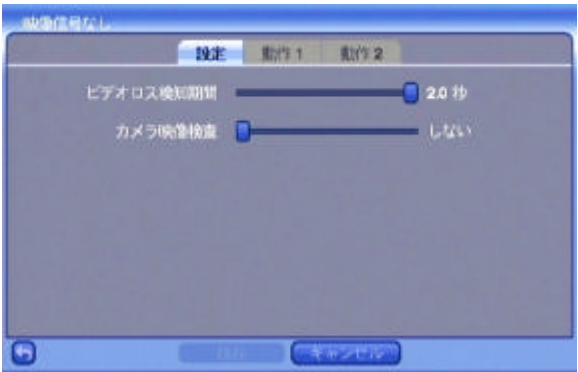 映像信号なし
設定 動作 1 動作 2
ビデオロス検知期間 2.0 秒
カメラ映像検査 しない
キャンセル